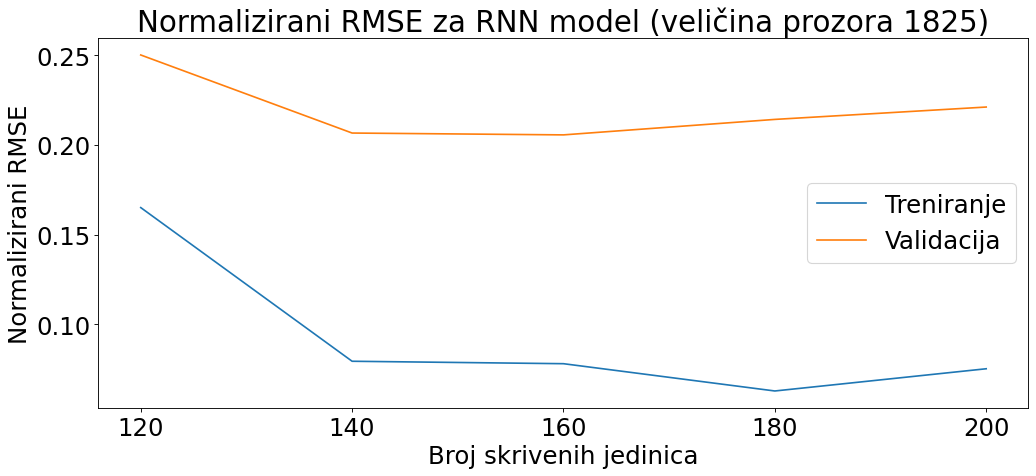 Normalizirani RMSE za RNN model (veličina prozora 1825)
Normalizirani RMSE
0.25
0.20
0.15
0.10
Treniranje
Validacija
120 140 160 180 200
Broj skrivenih jedinica